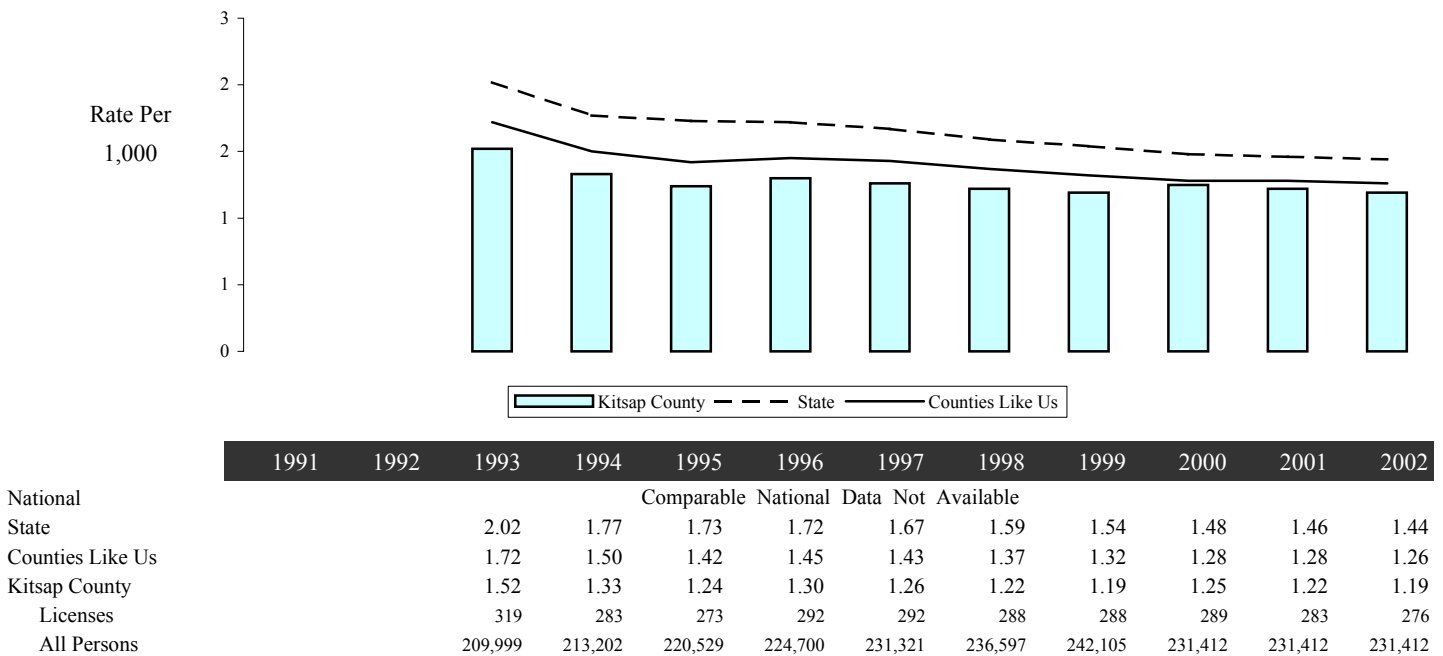 3
2
Rate Per
1,000
2
1
1
0
Kitsap County State Counties Like Us
1991 1992 1993 1994 1995 1996 1997 1998 1999 2000 2001 2002
National Comparable National Data Not Available
State 2.02 1.77 1.73 1.72 1.67 1.59 1.54 1.48 1.46 1.44
Counties Like Us 1.72 1.50 1.42 1.45 1.43 1.37 1.32 1.28 1.28 1.26
Kitsap County 1.52 1.33 1.24 1.30 1.26 1.22 1.19 1.25 1.22 1.19
Licenses 319 283 273 292 292 288 288 289 283 276
All Persons 209,999 213,202 220,529 224,700 231,321 236,597 242,105 231,412 231,412 231,412